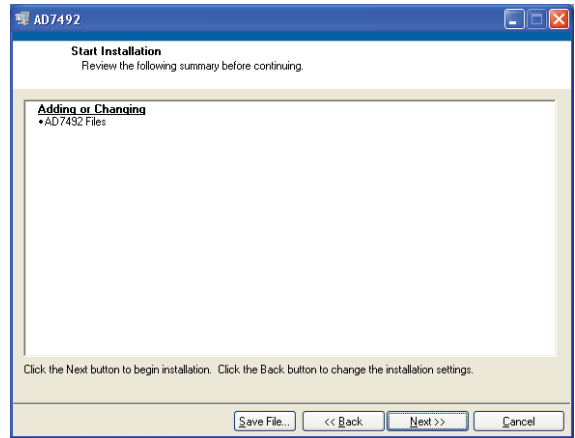 AD7492
Start Installation
Review the following summary before continuing.
Adding or Changing
•AD7492 Files
Click the Next button to begin installation. Click the Back button to change the installation settings.
Save File... << Back Next >> Cancel